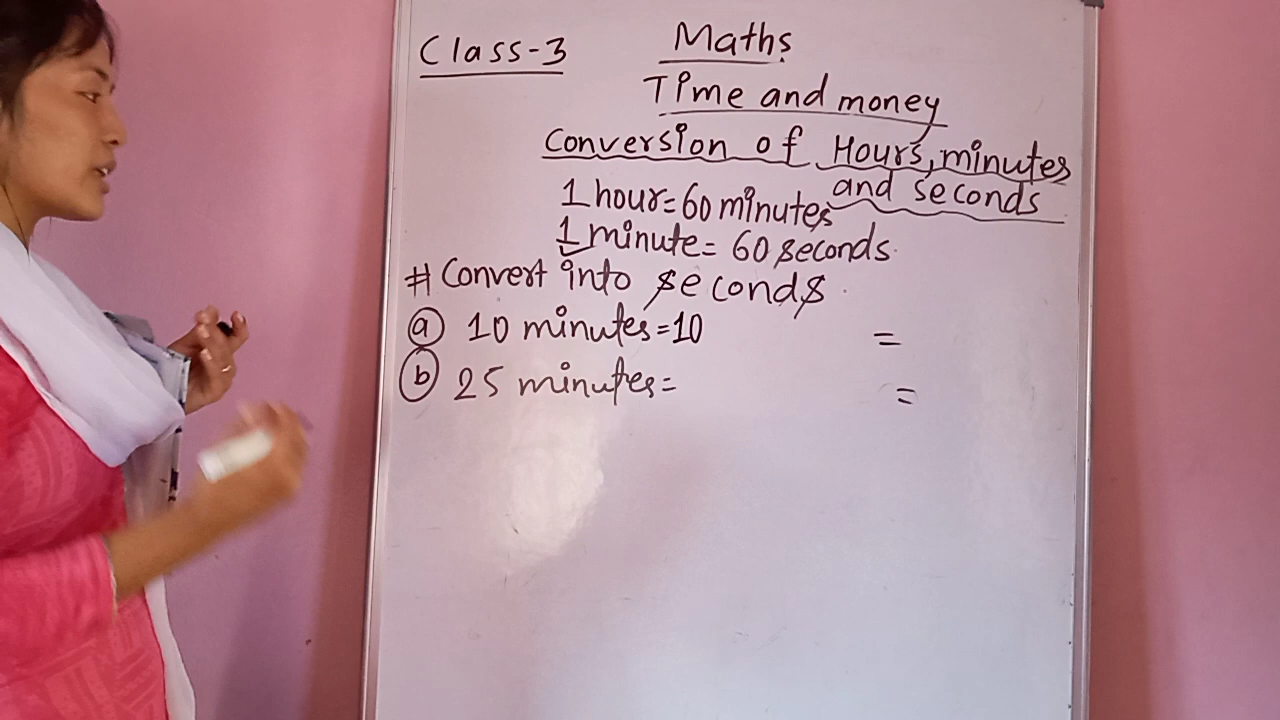 Class-3
Maths
Time and money
Conversion of Hours, minutes
and seconds
1 hour = 60 minutes
1 minute = 60 seconds.
# Convert into seconds.
(a) 10 minutes = 10 =
(b) 25 minutes = =